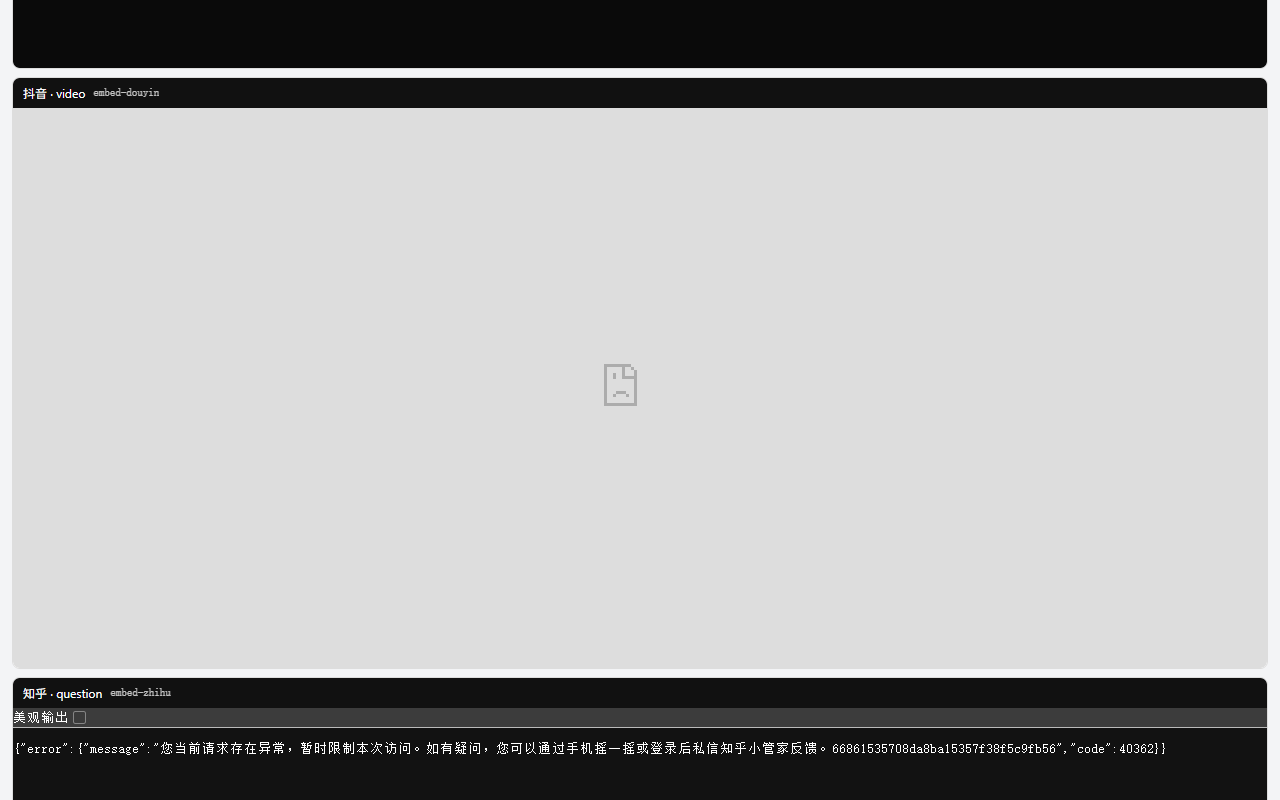 抖音 · video embed-douyin
知乎 · question embed-zhihu
美观输出
{"error":{"message":"您当前请求存在异常，暂时限制本次访问。如有疑问，您可以通过手机摇一摇或登录后私信知乎小管家反馈。66861535708da8ba15357f38f5c9fb56","code":40362}}